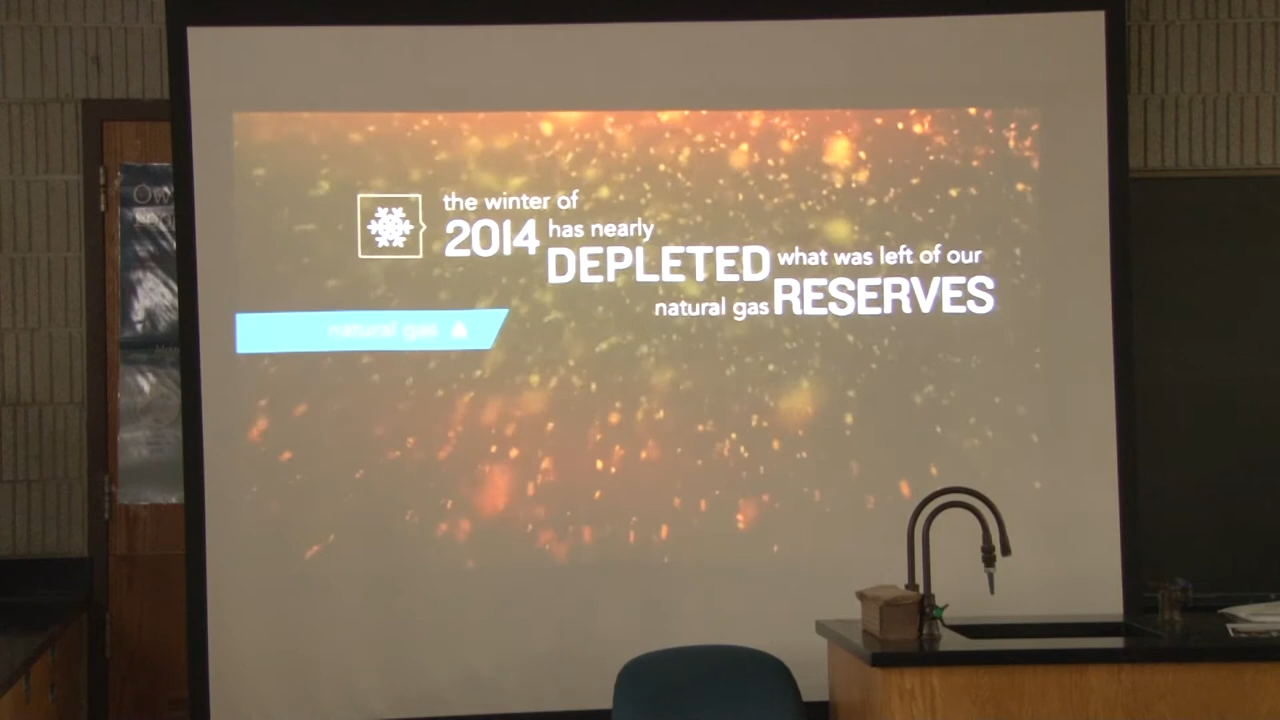 the winter of
2014 has nearly
DEPLETED what was left of our
natural gas RESERVES
natural gas